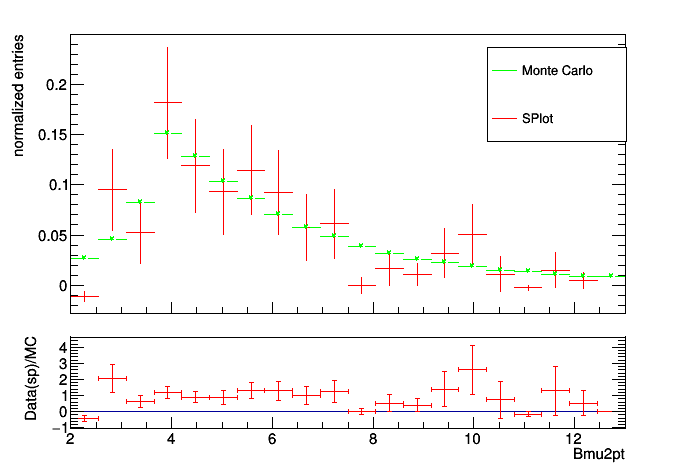 normalized entries
0.2
0.15
0.1
0.05
0
Monte Carlo
SPlot
Data(sp)/MC
4
3
2
1
0
−1
2 4 6 8 10 12
Bmu2pt